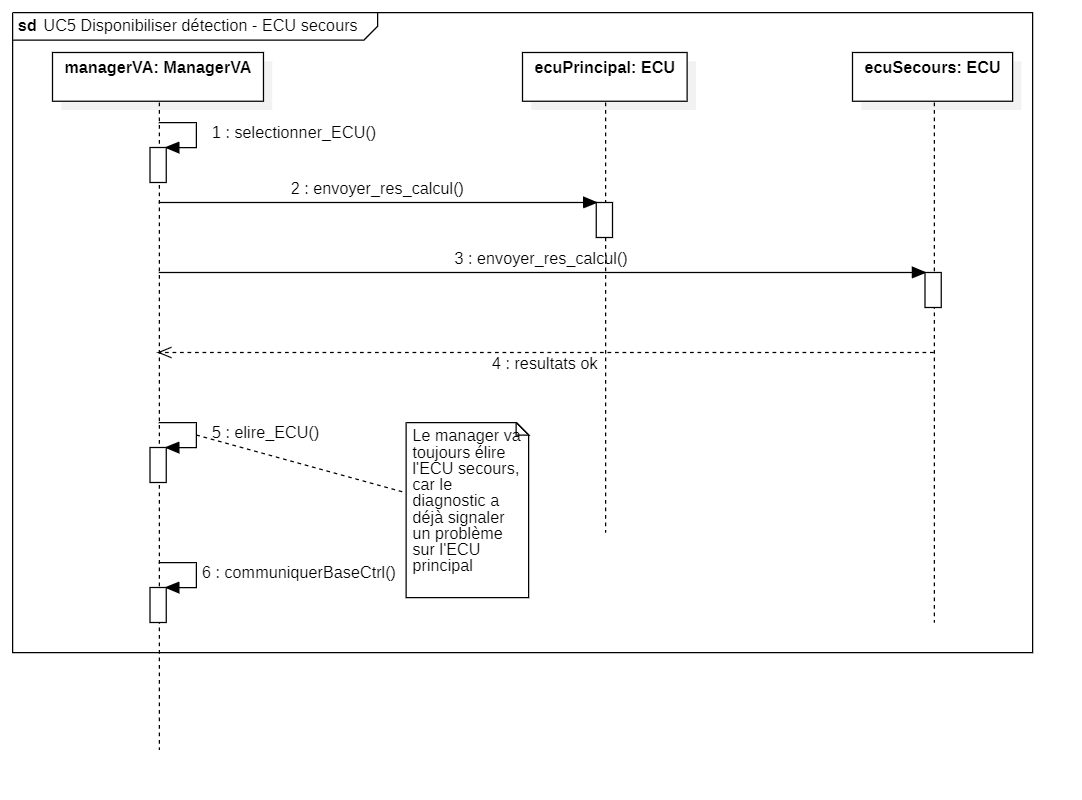 sd UC5 Disponibiliser détection - ECU secours
managerVA: ManagerVA
ecuPrincipal: ECU
ecuSecours: ECU
1 : selectionner_ECU()
2 : envoyer_res_calcul()
3 : envoyer_res_calcul()
4 : resultats ok
5 : elire_ECU()
Le manager va
toujours élire
l'ECU secours,
car le
diagnostic a
déjà signaler
un problème
sur l'ECU
principal
6 : communiquerBaseCtrl()